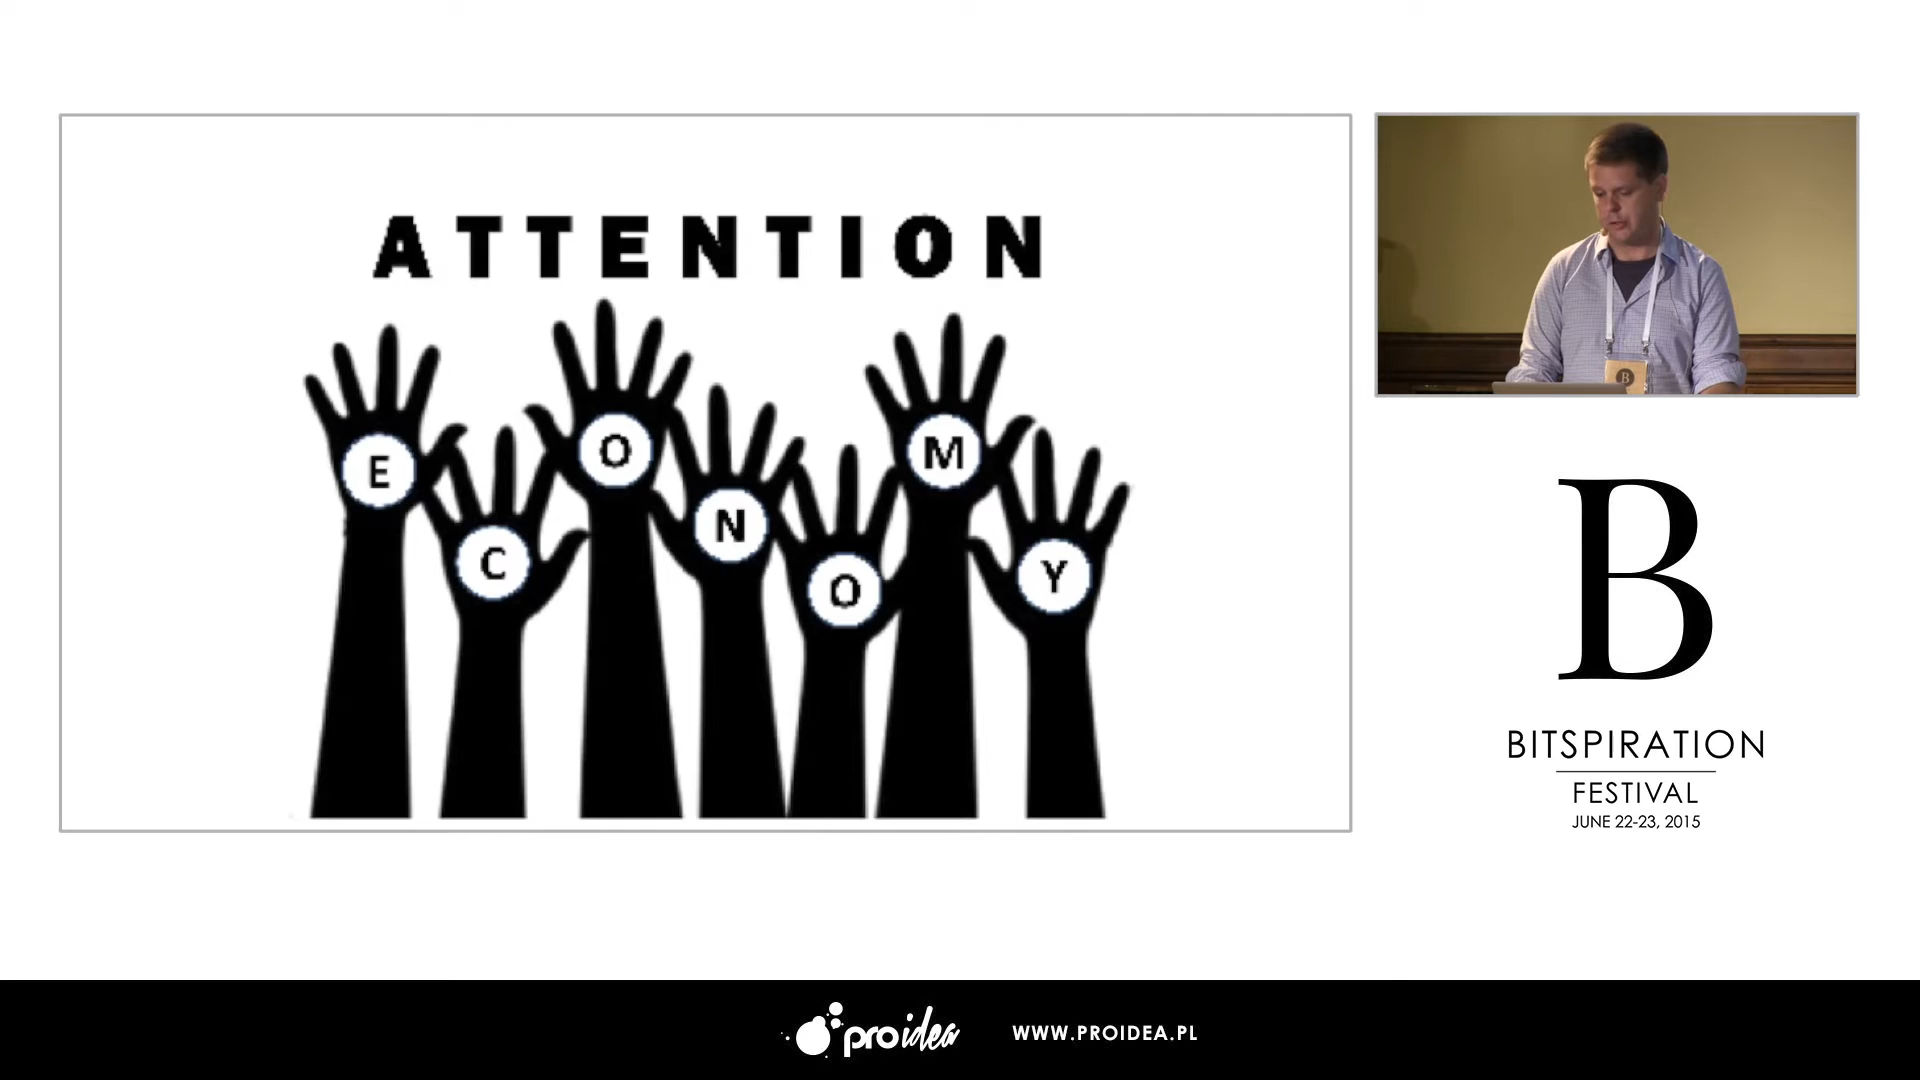 ATTENTION
ECONOMY
B
B
BITSPIRATION
FESTIVAL
JUNE 22-23, 2015
proidea
WWW.PROIDEA.PL